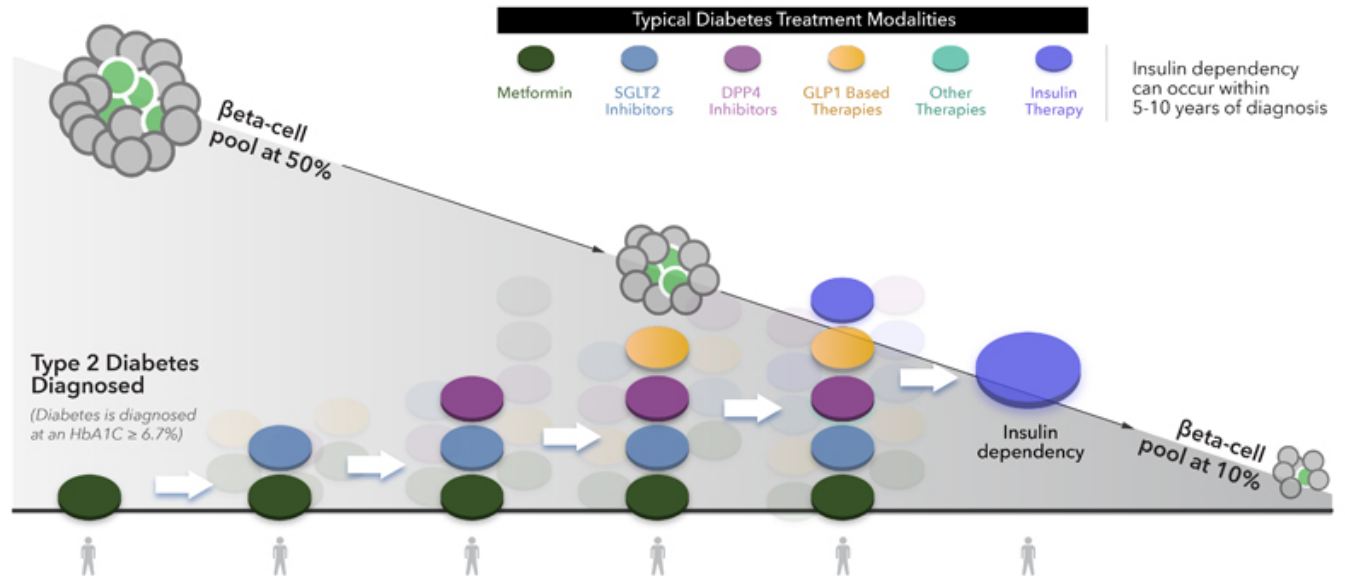 Typical Diabetes Treatment Modalities
Metformin
SGLT2
Inhibitors
DPP4
Inhibitors
GLP1 Based
Therapies
Other
Therapies
Insulin
Therapy
Insulin dependency
can occur within
5-10 years of diagnosis
βeta-cell
pool at 50%
Type 2 Diabetes
Diagnosed
(Diabetes is diagnosed
at an HbA1C ≥ 6.7%)
Insulin
dependency
βeta-cell
pool at 10%